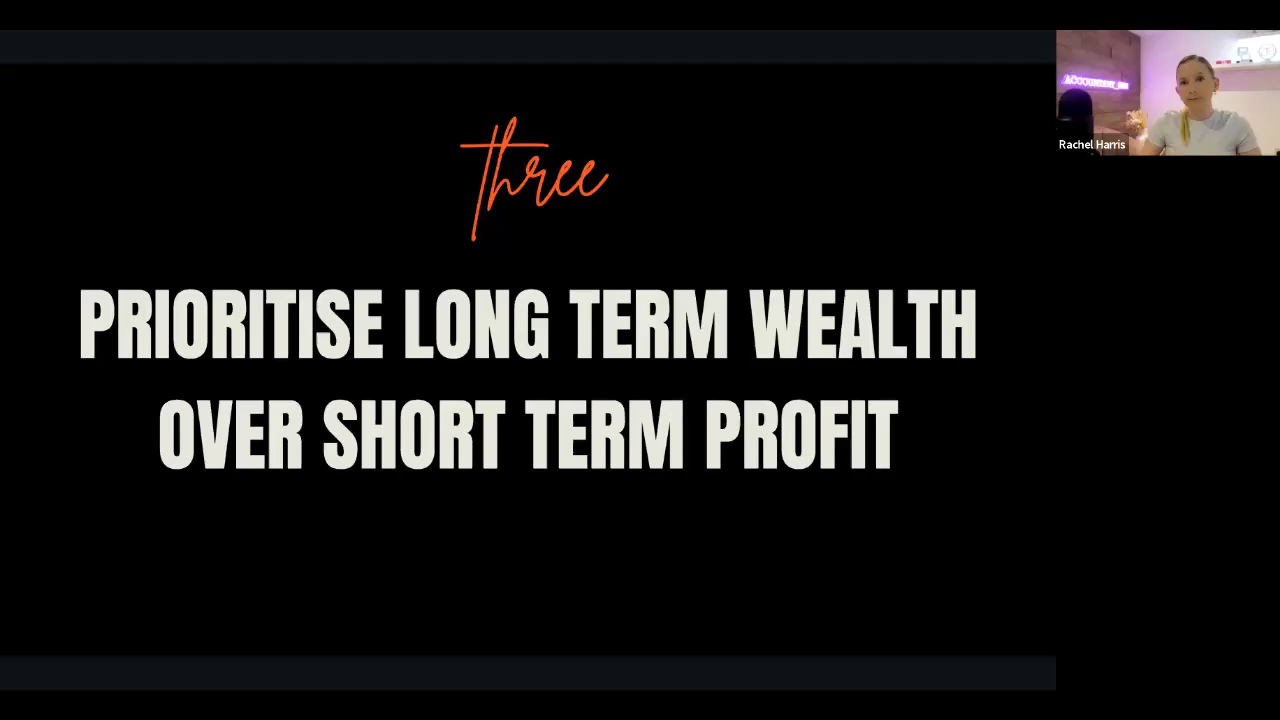 three
PRIORITISE LONG TERM WEALTH
OVER SHORT TERM PROFIT
Rachel Harris